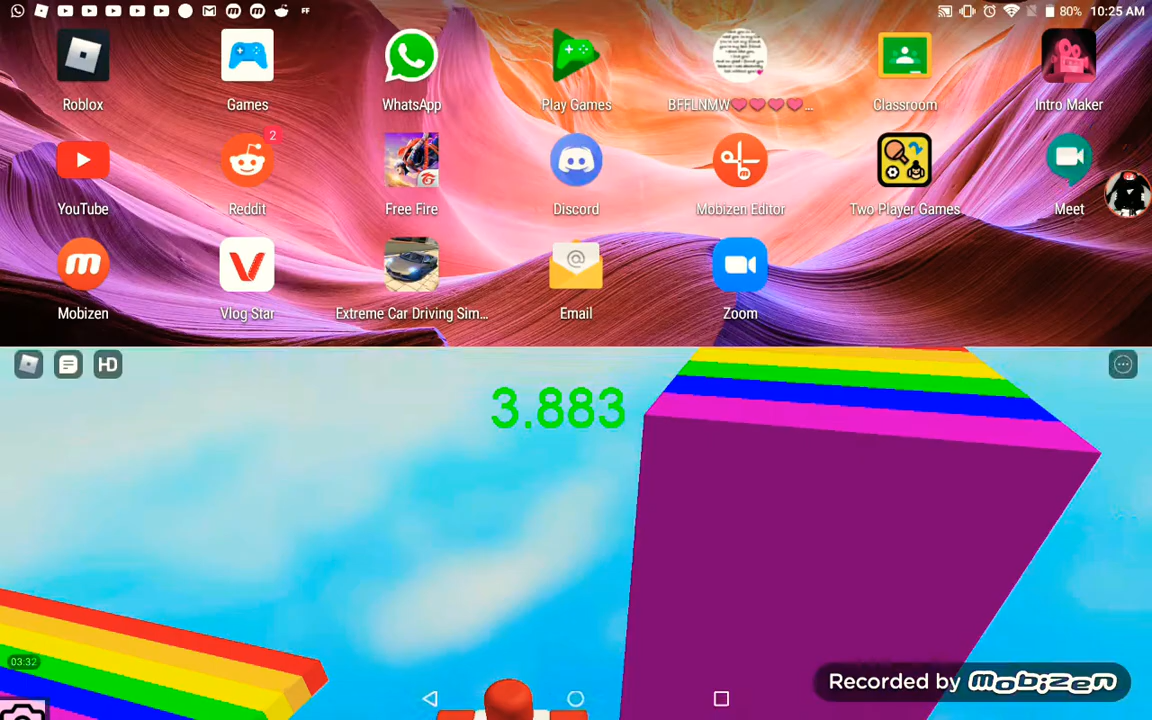 FF
80% 10:25 AM
Roblox
Games
WhatsApp
Play Games
BFFLNMW❤❤❤❤...
Classroom
Intro Maker
2
YouTube
Reddit
Free Fire
Discord
Mobizen Editor
Two Player Games
Meet
Mobizen
Vlog Star
Extreme Car Driving Sim...
Email
Zoom
HD
3.883
03:32
Recorded by mobizen